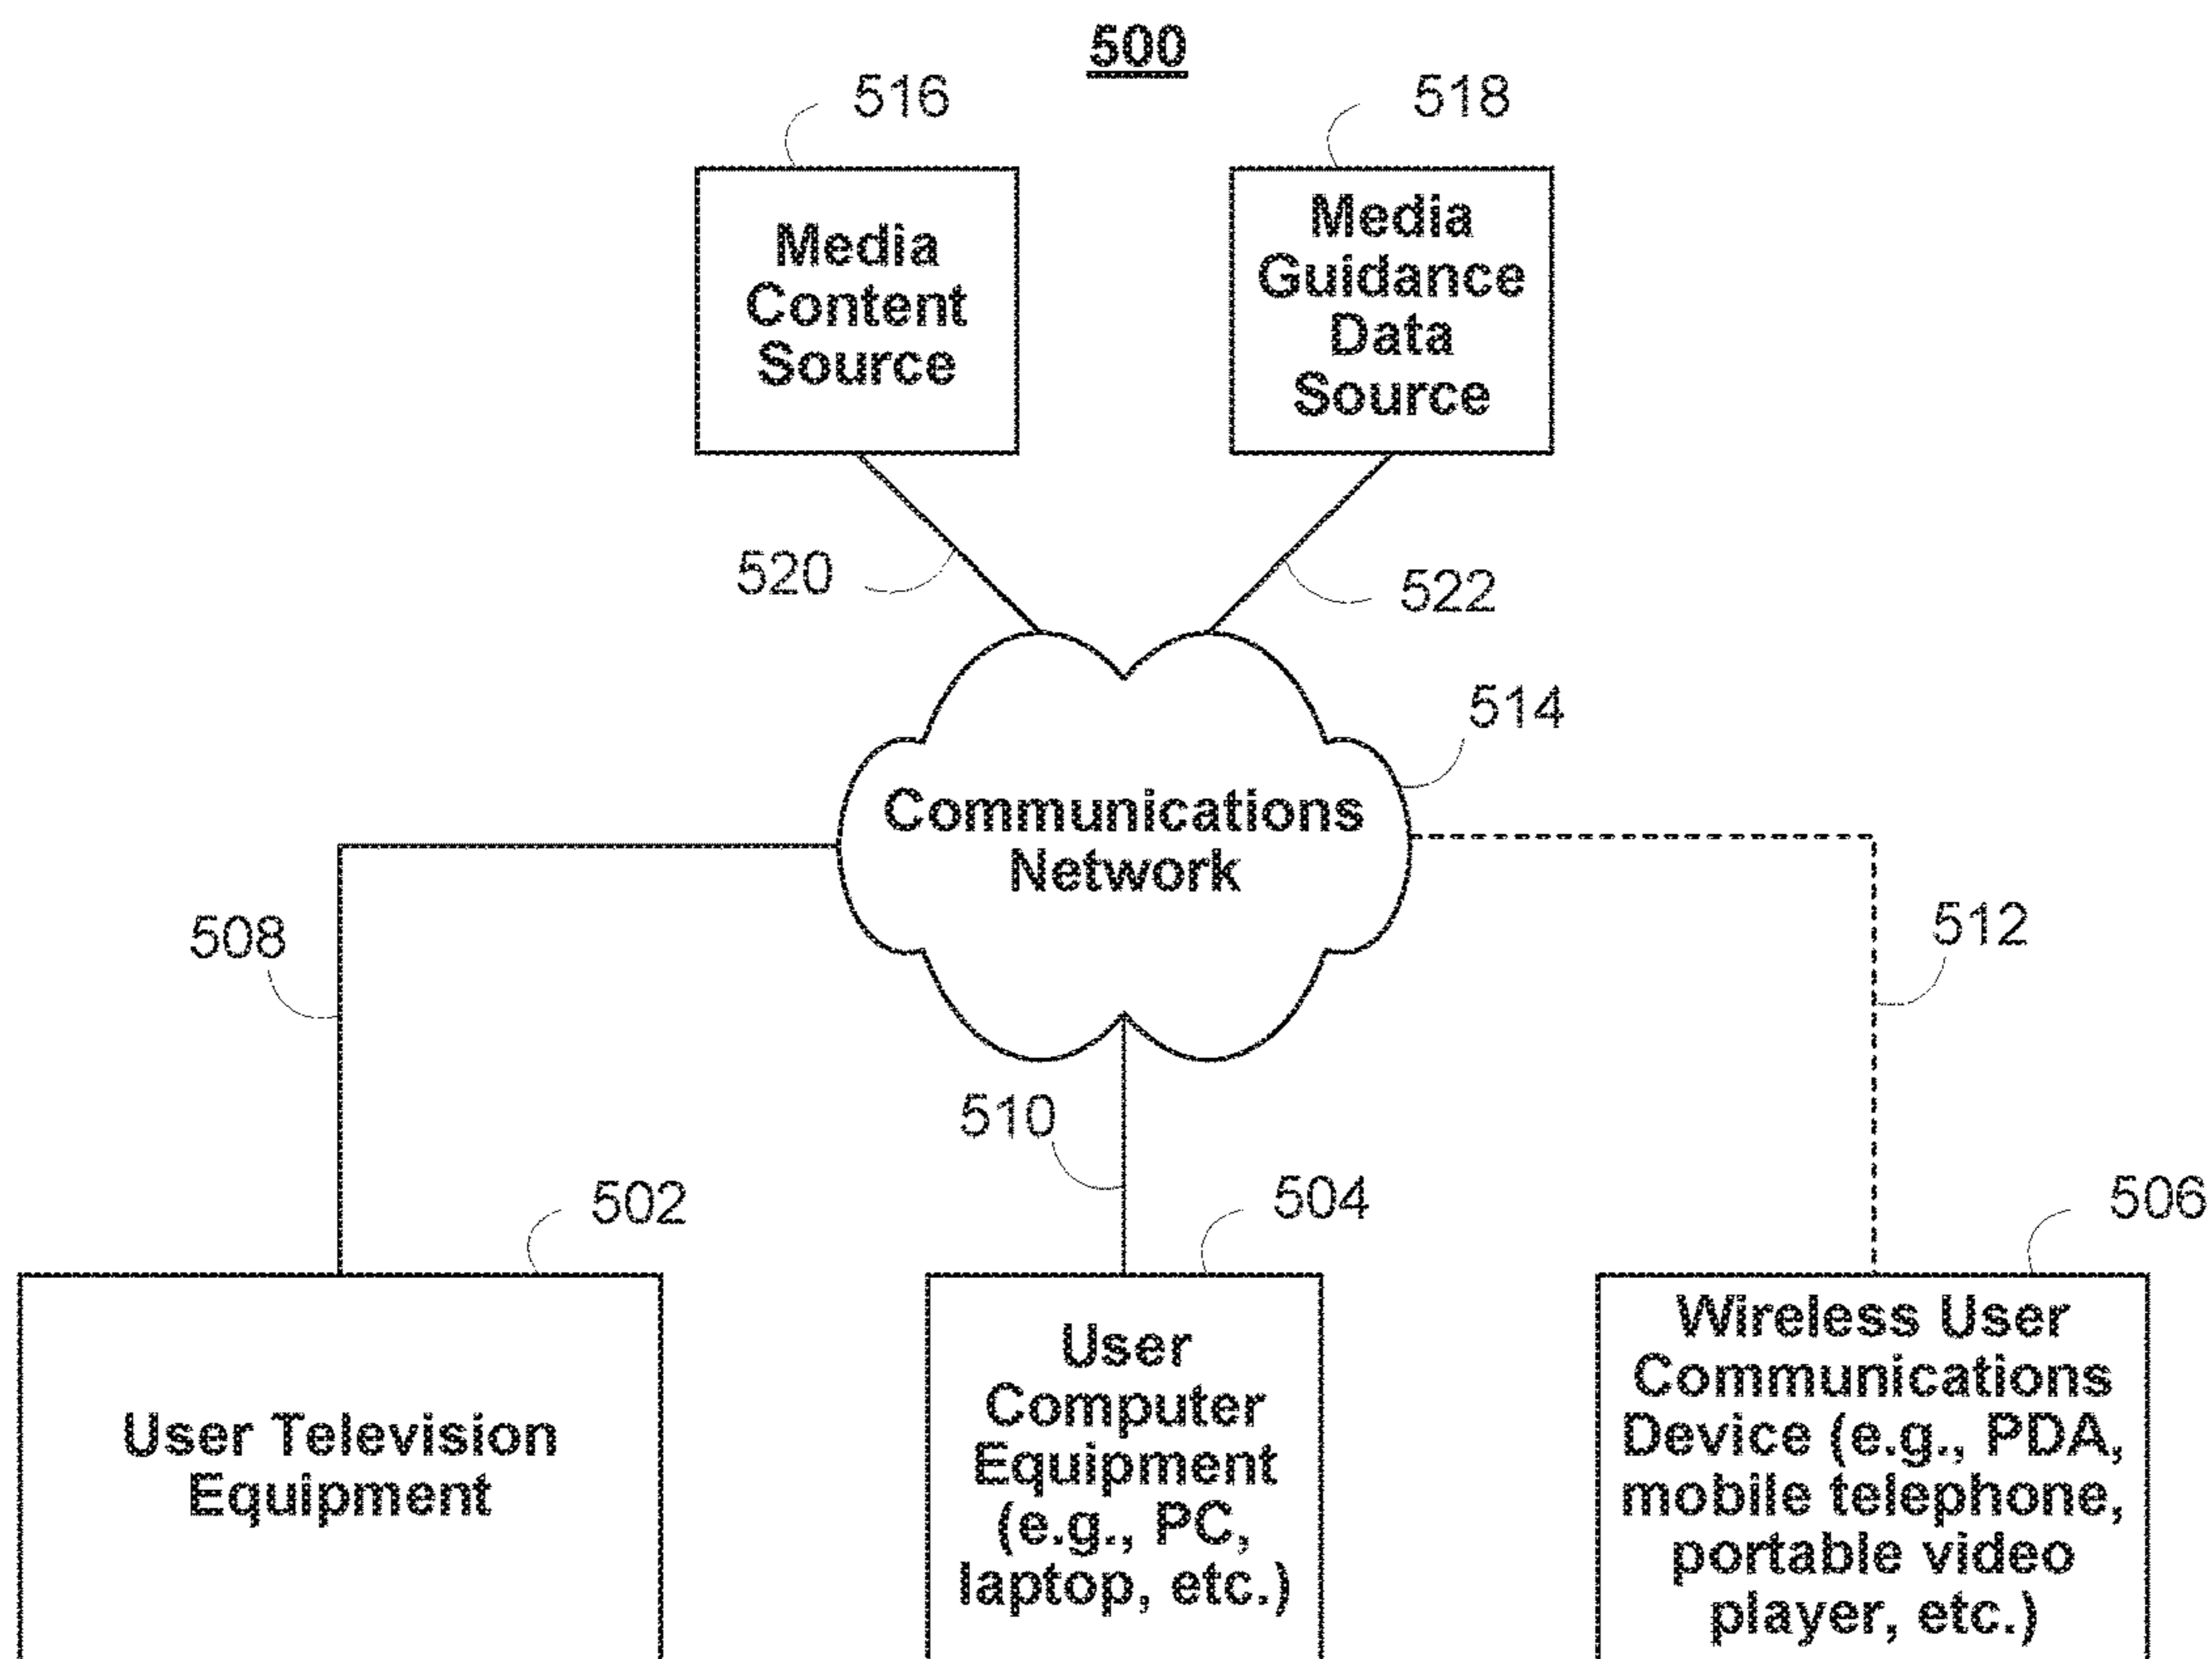 500
516
518
Media
Content
Source
Media
Guidance
Data
Source
520
522
514
Communications
Network
508
512
510
502
504
506
User Television
Equipment
User
Computer
Equipment
(e.g., PC,
laptop, etc.)
Wireless User
Communications
Device (e.g., PDA,
mobile telephone,
portable video
player, etc.)